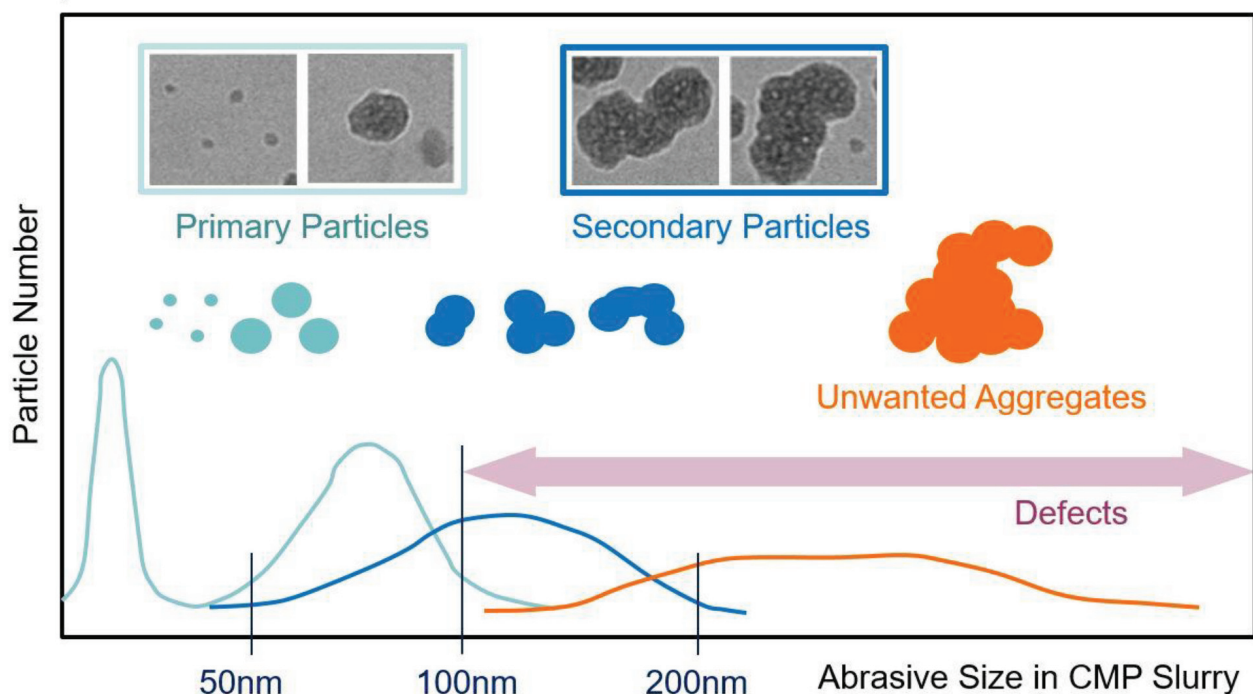 Primary Particles
Secondary Particles
Particle Number
Unwanted Aggregates
Defects
50nm
100nm
200nm
Abrasive Size in CMP Slurry